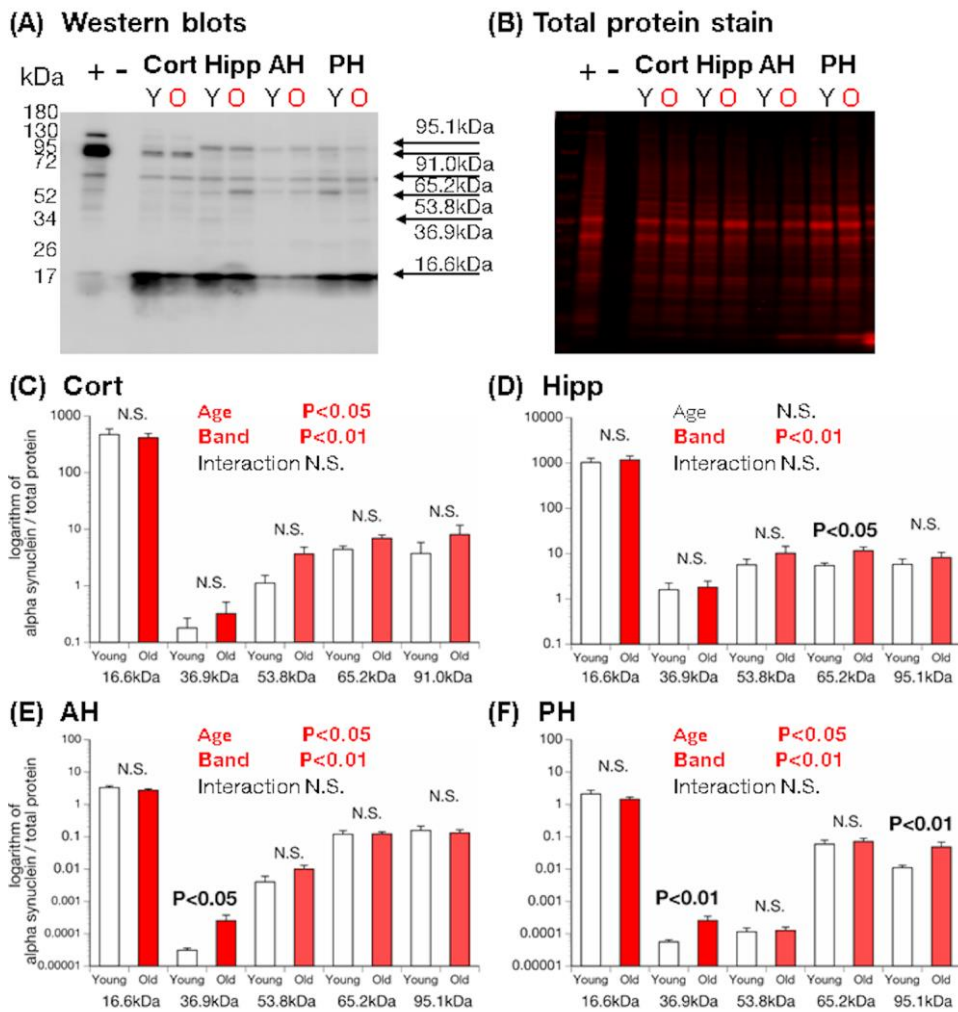 (A) Western blots
(B) Total protein stain
kDa + - Cort Hipp AH PH
Y O Y O Y O Y O
180
130
95
72
52
34
26
17
95.1kDa
91.0kDa
65.2kDa
53.8kDa
36.9kDa
16.6kDa
+ - Cort Hipp AH PH
Y O Y O Y O Y O
(C) Cort
logarithm of
alpha synuclein / total protein
1000
100
10
1
0.1
Age P<0.05
Band P<0.01
Interaction N.S.
N.S. N.S. N.S. N.S. N.S.
Young Old Young Old Young Old Young Old Young Old
16.6kDa 36.9kDa 53.8kDa 65.2kDa 91.0kDa
(D) Hipp
10000
1000
100
10
1
0.1
Age N.S.
Band P<0.01
Interaction N.S.
N.S. N.S. N.S. P<0.05 N.S.
Young Old Young Old Young Old Young Old Young Old
16.6kDa 36.9kDa 53.8kDa 65.2kDa 95.1kDa
(E) AH
logarithm of
alpha synuclein / total protein
100
10
1
0.1
0.01
0.001
0.0001
0.00001
Age P<0.05
Band P<0.01
Interaction N.S.
N.S. P<0.05 N.S. N.S. N.S.
Young Old Young Old Young Old Young Old Young Old
16.6kDa 36.9kDa 53.8kDa 65.2kDa 95.1kDa
(F) PH
100
10
1
0.1
0.01
0.001
0.0001
0.00001
Age P<0.05
Band P<0.01
Interaction N.S.
N.S. P<0.01 N.S. N.S. P<0.01
Young Old Young Old Young Old Young Old Young Old
16.6kDa 36.9kDa 53.8kDa 65.2kDa 95.1kDa